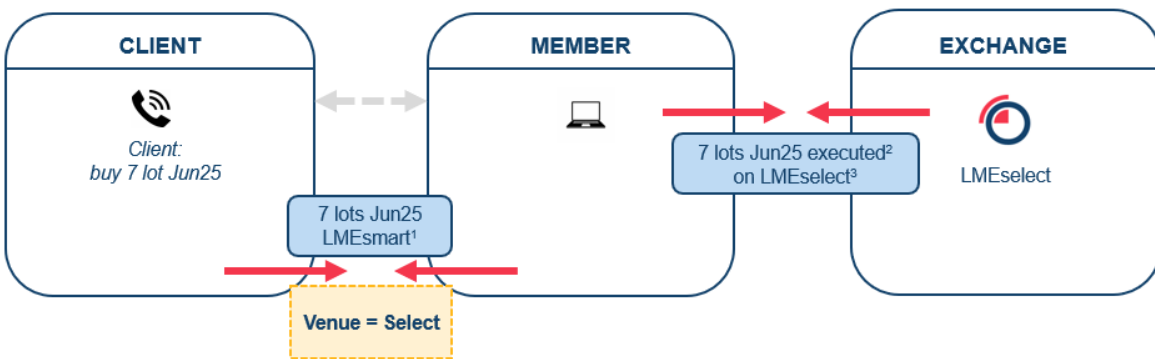 CLIENT
MEMBER
EXCHANGE
Client:
buy 7 lot Jun25
7 lots Jun25 executed²
on LMEselect³
LMEselect
7 lots Jun25
LMEsmart¹
Venue = Select